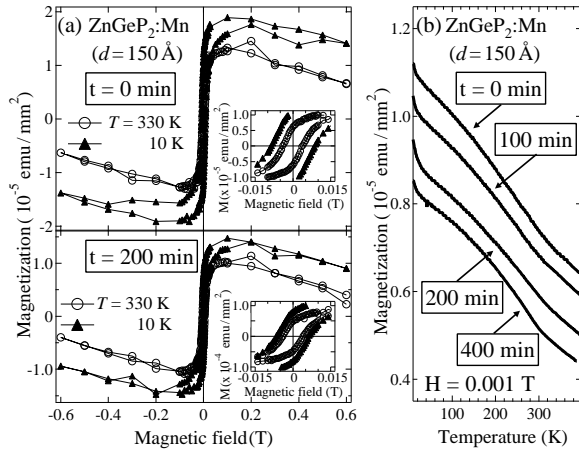 (a) ZnGeP2:Mn
(d = 150 Å)
t = 0 min
T = 330 K
10 K
2
1
0
-1
-2
1.0
0.5
0.0
-0.5
-1.0
-0.015 0 0.015
Magnetic field (T)
M(x 10-5 emu/mm2)
t = 200 min
T = 330 K
10 K
1.0
0.0
-1.0
1.0
0.5
0.0
-0.5
-1.0
-0.015 0 0.015
Magnetic field (T)
M(x 10-4 emu/mm2)
Magnetization ( 10-5 emu / mm2)
-0.6 -0.4 -0.2 0 0.2 0.4 0.6
Magnetic field(T)
(b) ZnGeP2:Mn
(d = 150 Å)
t = 0 min
100 min
200 min
400 min
H = 0.001 T
1.2
1.0
0.8
0.6
0.4
Magnetization ( 10-5 emu / mm2)
100 200 300
Temperature (K)